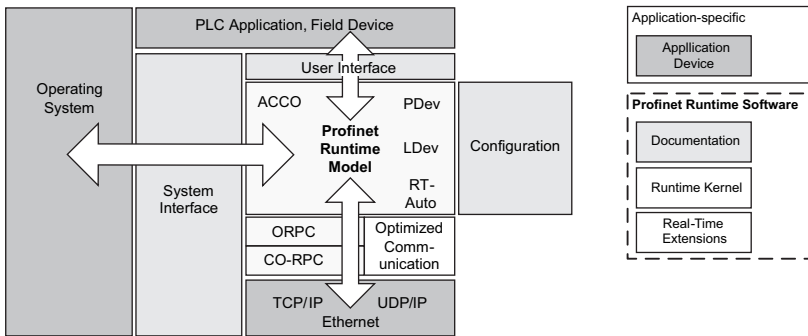 PLC Application, Field Device
Operating
System
User Interface
ACCO
PDev
Profinet
Runtime
Model
LDev
RT-
Auto
System
Interface
Configuration
ORPC
CO-RPC
Optimized
Comm-
unication
TCP/IP
UDP/IP
Ethernet
Application-specific
Appllication
Device
Profinet Runtime Software
Documentation
Runtime Kernel
Real-Time
Extensions